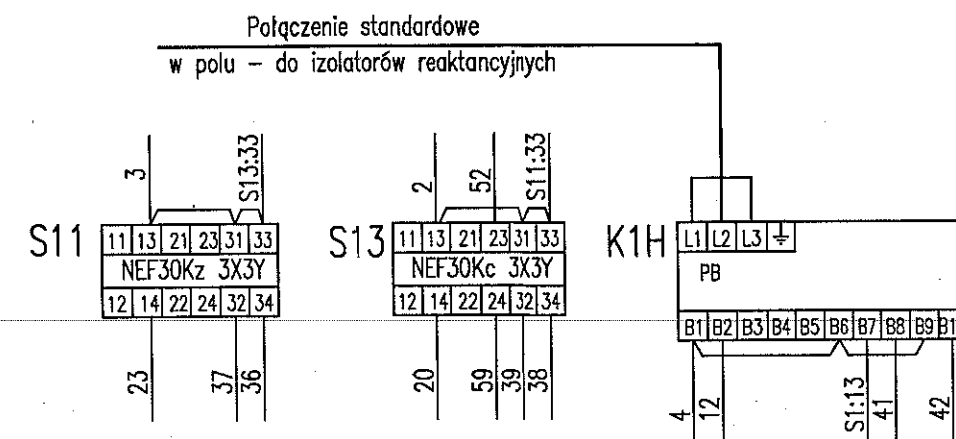 Połączenie standardowe
w polu – do izolatorów reaktancyjnych
3 S13:33
2 52 S11:33
S11 11 13 21 23 31 33
NEF30Kz 3X3Y
12 14 22 24 32 34
S13 11 13 21 23 31 33
NEF30Kc 3X3Y
12 14 22 24 32 34
K1H L1 L2 L3
PB
B1 B2 B3 B4 B5 B6 B7 B8 B9
23 37 36
20 59 39 38
4 12 S1:13 41 42